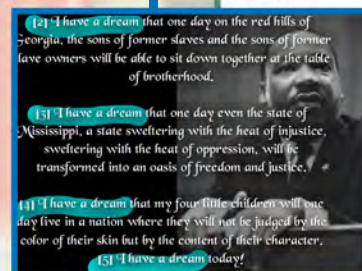 [2] I have a dream that one day on the red hills of
Georgia, the sons of former slaves and the sons of former
slave owners will be able to sit down together at the table
of brotherhood.
[3] I have a dream that one day even the state of
Mississippi, a state sweltering with the heat of injustice,
sweltering with the heat of oppression, will be
transformed into an oasis of freedom and justice.
[4] I have a dream that my four little children will one
day live in a nation where they will not be judged by the
color of their skin but by the content of their character.
[5] I have a dream today!